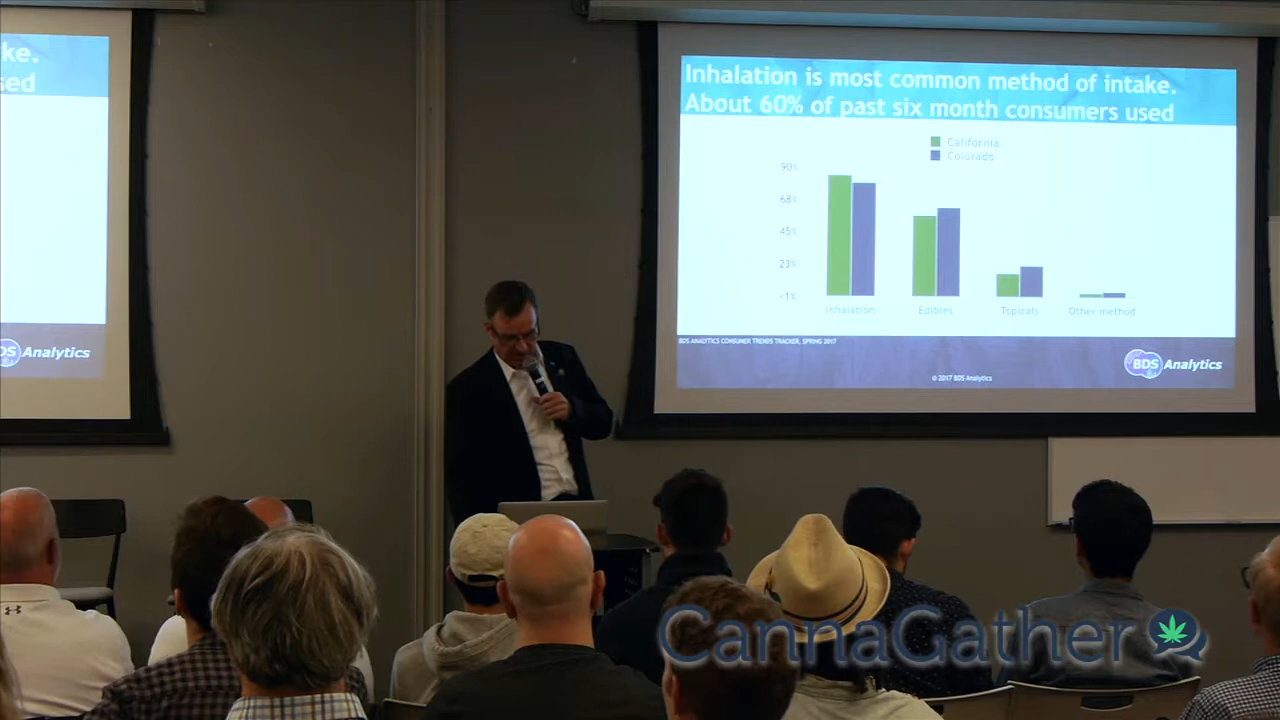 ke.
sed
DS Analytics
Inhalation is most common method of intake.
About 60% of past six month consumers used
California
Colorado
90%
68%
45%
23%
<1%
Inhalation
Edibles
Topicals
Other method
BDS ANALYTICS CONSUMER TRENDS TRACKER, SPRING 2017
BDS Analytics
© 2017 BDS Analytics
CannaGather